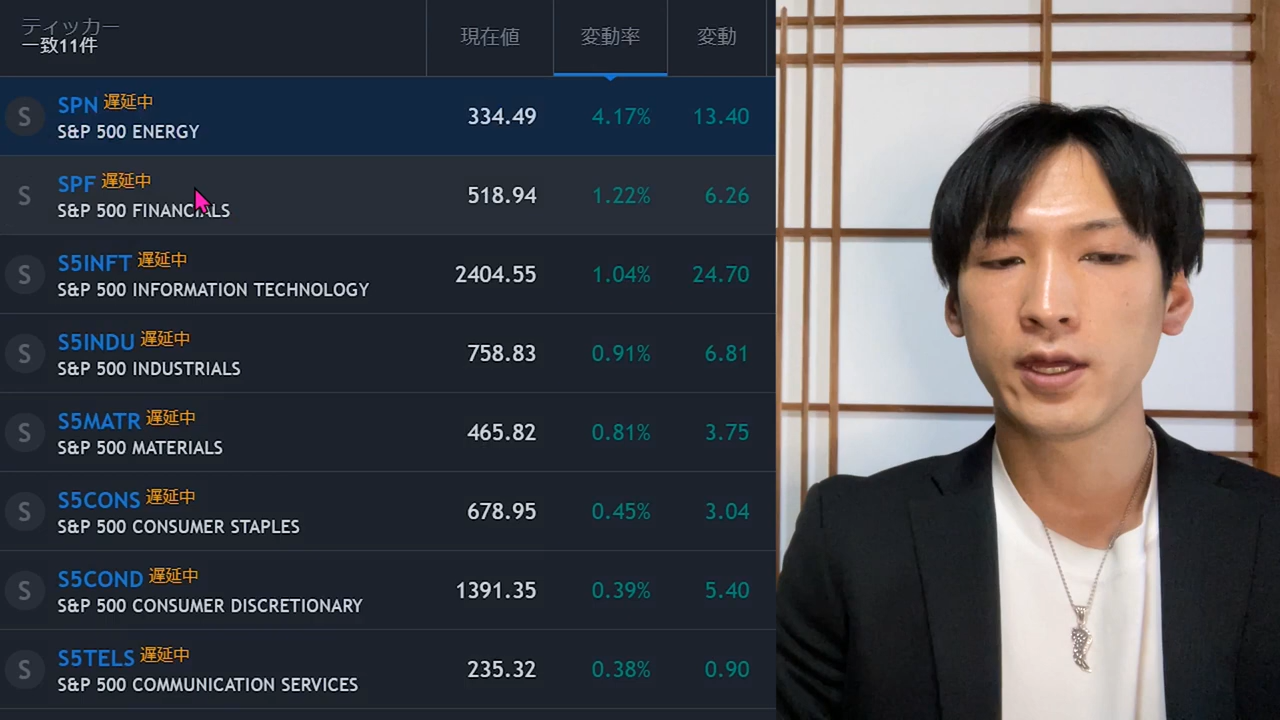 ティッカー
一致11件
現在値
変動率
変動
S
SPN 遅延中
S&P 500 ENERGY
334.49
4.17%
13.40
S
SPF 遅延中
S&P 500 FINANCIALS
518.94
1.22%
6.26
S
S5INFT 遅延中
S&P 500 INFORMATION TECHNOLOGY
2404.55
1.04%
24.70
S
S5INDU 遅延中
S&P 500 INDUSTRIALS
758.83
0.91%
6.81
S
S5MATR 遅延中
S&P 500 MATERIALS
465.82
0.81%
3.75
S
S5CONS 遅延中
S&P 500 CONSUMER STAPLES
678.95
0.45%
3.04
S
S5COND 遅延中
S&P 500 CONSUMER DISCRETIONARY
1391.35
0.39%
5.40
S
S5TELS 遅延中
S&P 500 COMMUNICATION SERVICES
235.32
0.38%
0.90